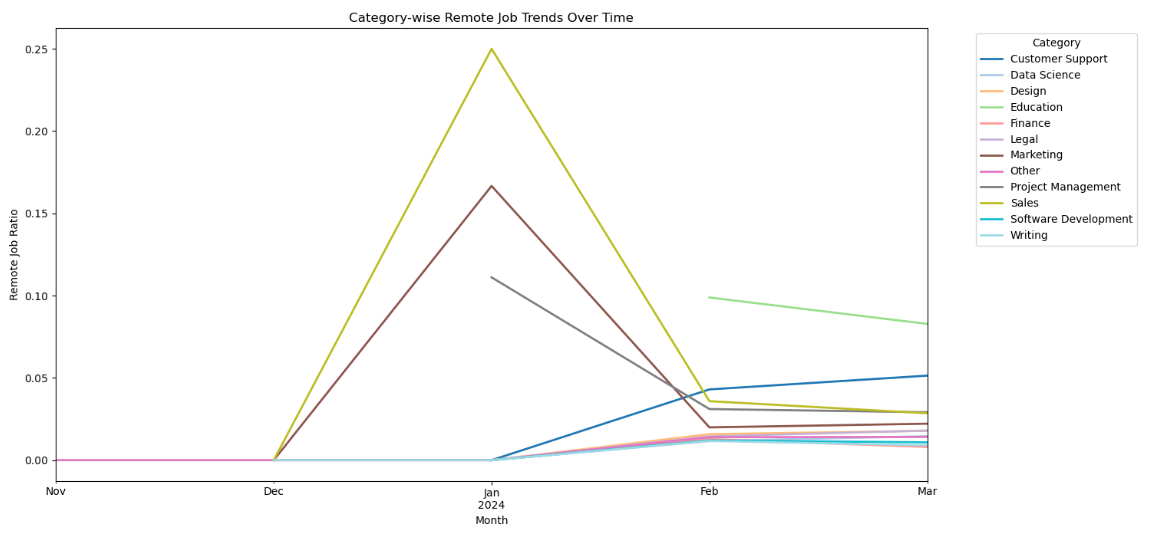 Category-wise Remote Job Trends Over Time
Remote Job Ratio
0.25
0.20
0.15
0.10
0.05
0.00
Nov
Dec
Jan
2024
Feb
Mar
Month
Category
Customer Support
Data Science
Design
Education
Finance
Legal
Marketing
Other
Project Management
Sales
Software Development
Writing